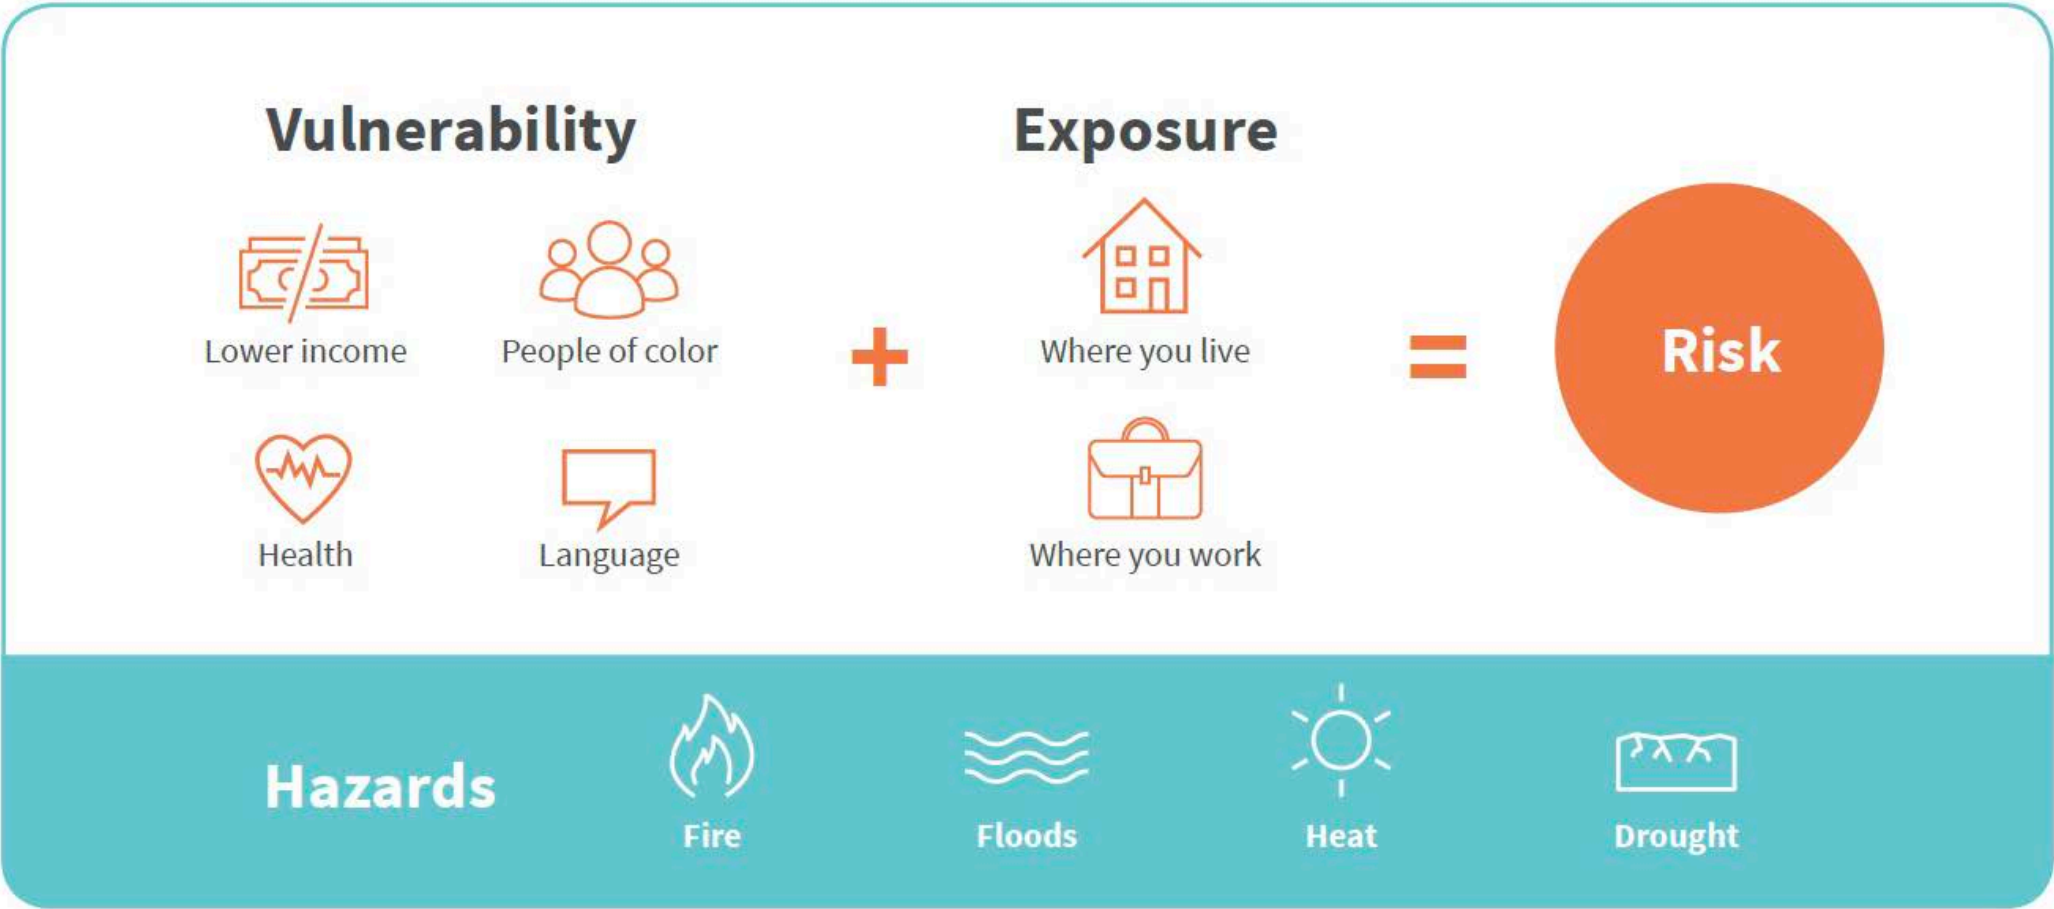 Vulnerability
Exposure
Lower income
People of color
+
Where you live
=
Risk
Health
Language
Where you work
Hazards
Fire
Floods
Heat
Drought